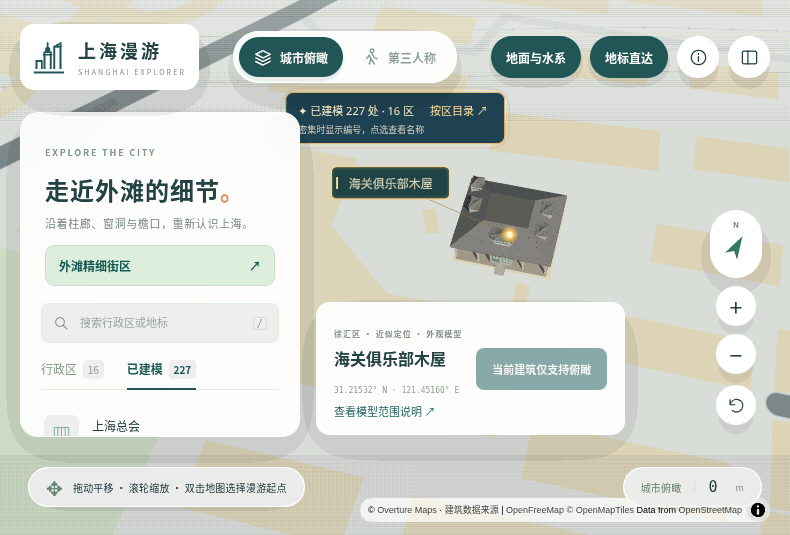 上海漫游
SHANGHAI EXPLORER
城市俯瞰
第三人称
地面与水系
地标直达
✦ 已建模 227 处 · 16 区 按区目录 ↗
密集时显示编号，点选查看名称
EXPLORE THE CITY
走近外滩的细节。
沿着柱廊、窗洞与檐口，重新认识上海。
外滩精细街区 ↗
搜索行政区或地标 /
行政区 16 已建模 227
上海总会
海关俱乐部木屋
N
+
−
徐汇区 · 近似定位 · 外观模型
海关俱乐部木屋
31.21532° N · 121.45160° E
查看模型范围说明 ↗
当前建筑仅支持俯瞰
拖动平移 · 滚轮缩放 · 双击地图选择漫游起点
城市俯瞰 0 m
© Overture Maps · 建筑数据来源 | OpenFreeMap © OpenMapTiles Data from OpenStreetMap